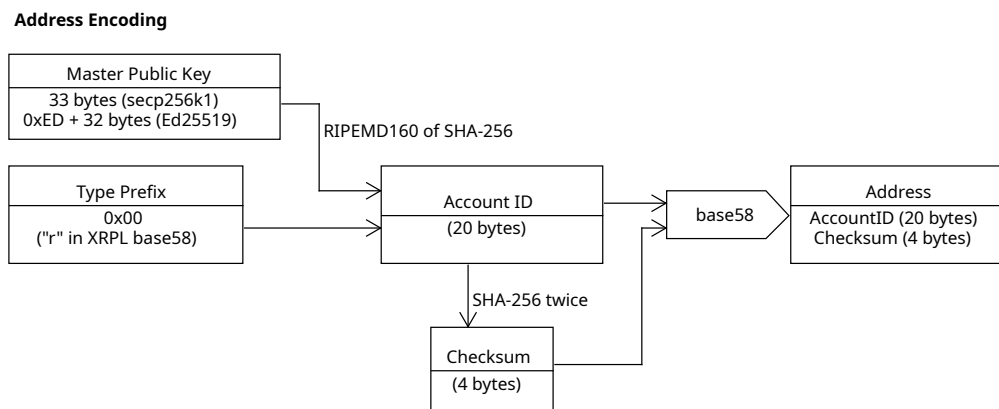 Address Encoding
Master Public Key
33 bytes (secp256k1)
0xED + 32 bytes (Ed25519)
RIPEMD160 of SHA-256
Type Prefix
0x00
("r" in XRPL base58)
Account ID
(20 bytes)
base58
Address
AccountID (20 bytes)
Checksum (4 bytes)
SHA-256 twice
Checksum
(4 bytes)